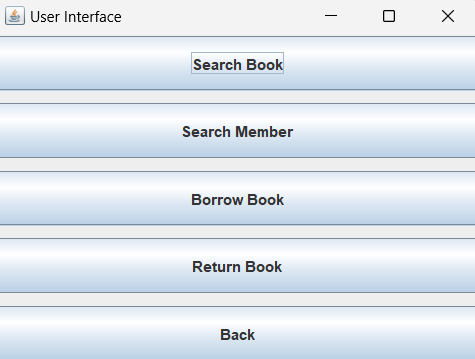 User Interface
Search Book
Search Member
Borrow Book
Return Book
Back